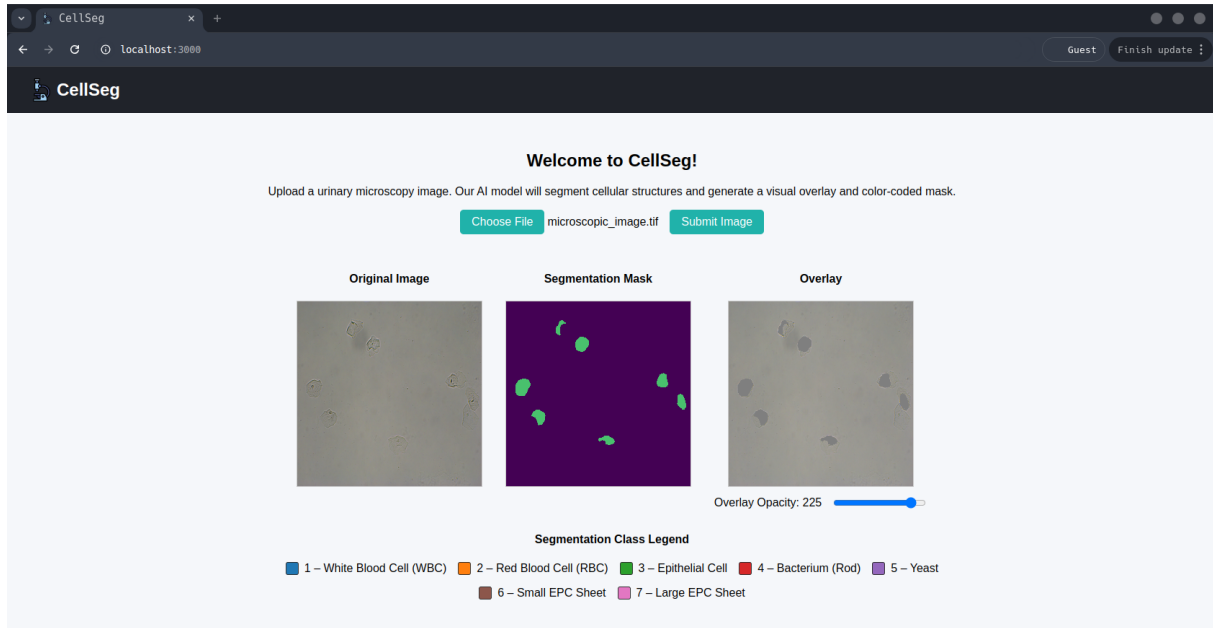 CellSeg
localhost:3000
Guest
Finish update
CellSeg
Welcome to CellSeg!
Upload a urinary microscopy image. Our AI model will segment cellular structures and generate a visual overlay and color-coded mask.
Choose File microscopic_image.tif Submit Image
Original Image Segmentation Mask Overlay
Overlay Opacity: 225
Segmentation Class Legend
1 – White Blood Cell (WBC) 2 – Red Blood Cell (RBC) 3 – Epithelial Cell 4 – Bacterium (Rod) 5 – Yeast
6 – Small EPC Sheet 7 – Large EPC Sheet